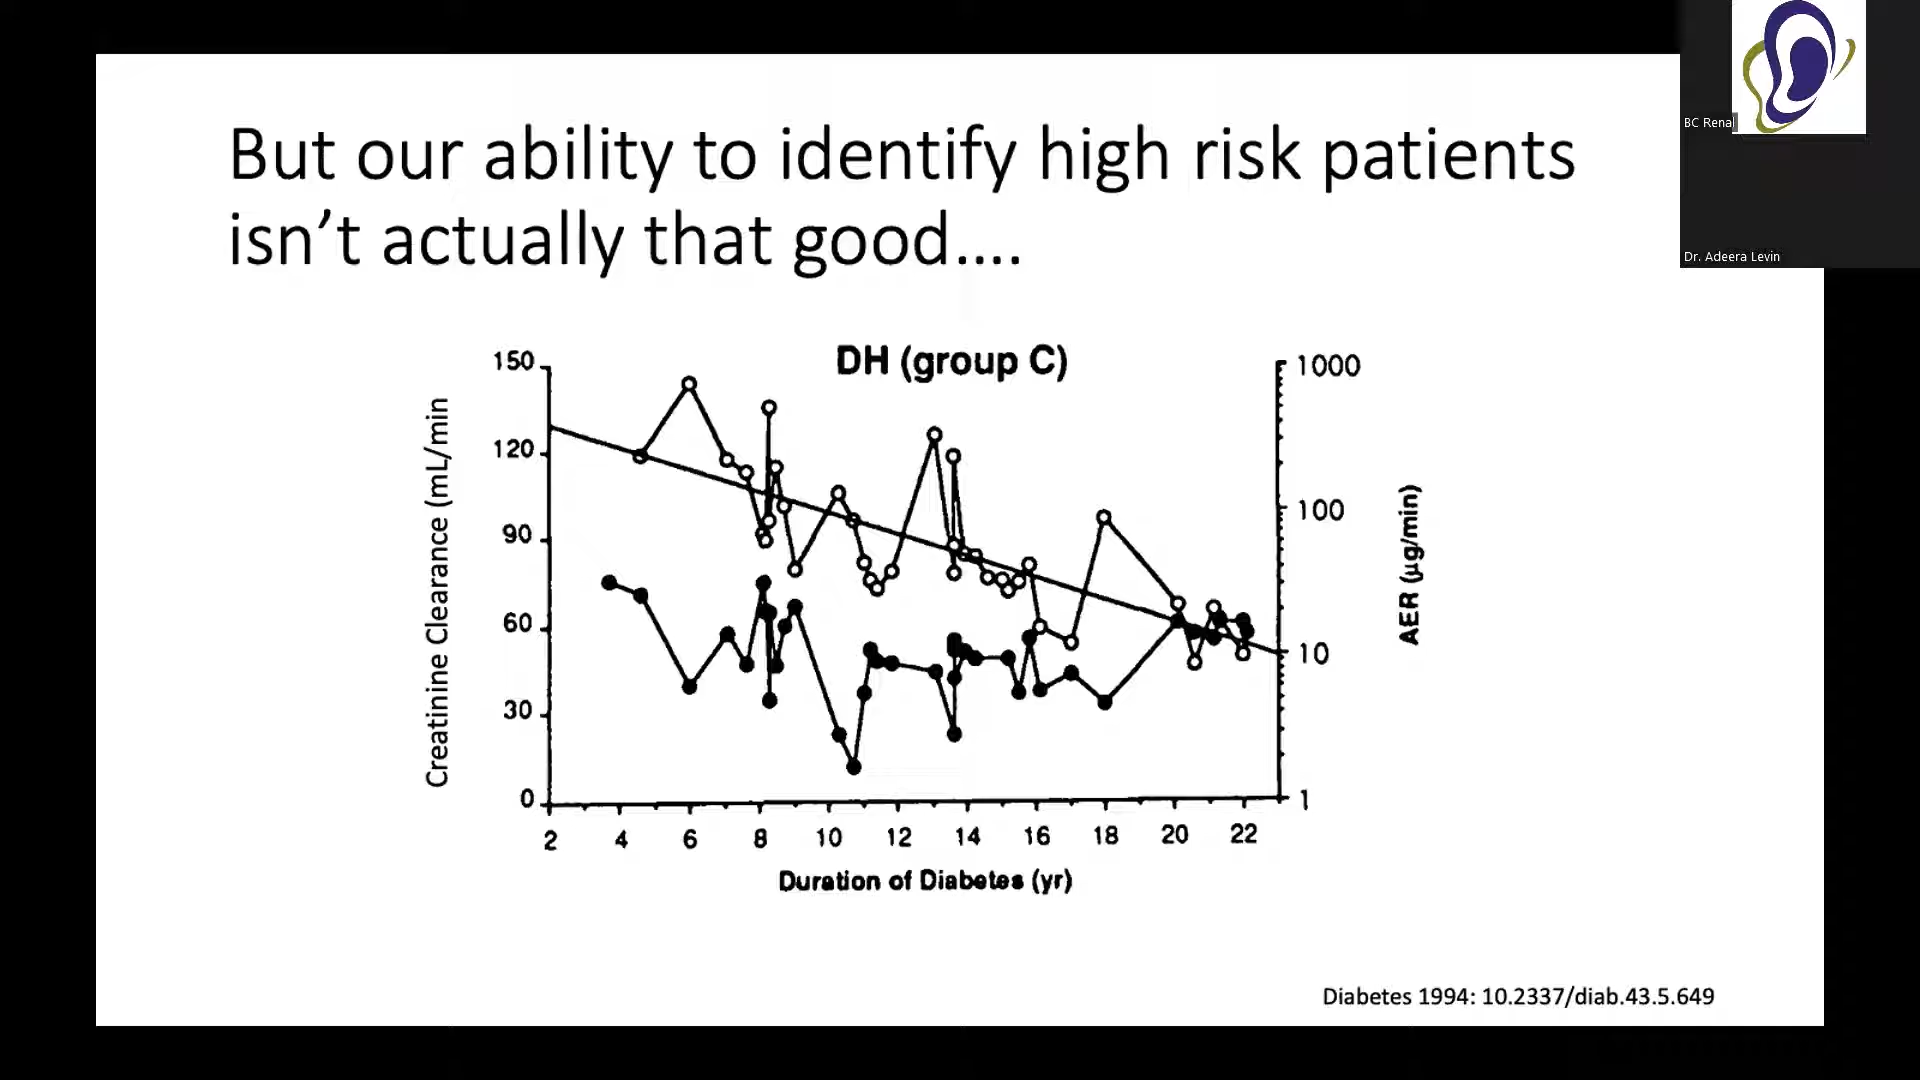 But our ability to identify high risk patients
isn’t actually that good....
BC Renal
Dr. Adeera Levin
DH (group C)
Creatinine Clearance (mL/min
150
120
90
60
30
0
1000
100
10
1
AER (µg/min)
2 4 6 8 10 12 14 16 18 20 22
Duration of Diabetes (yr)
Diabetes 1994: 10.2337/diab.43.5.649